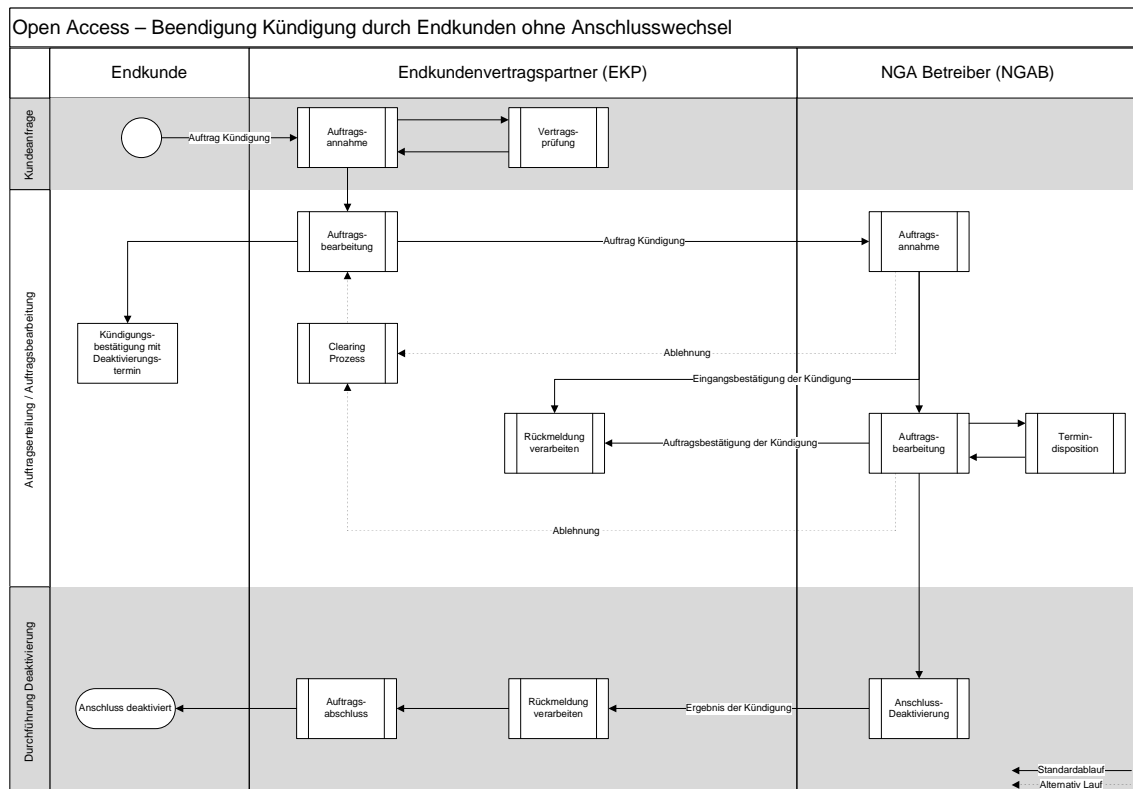 Open Access – Beendigung Kündigung durch Endkunden ohne Anschlusswechsel
Endkunde
Endkundenvertragspartner (EKP)
NGA Betreiber (NGAB)
Kundeanfrage
Auftrag Kündigung
Auftrags-
annahme
Vertrags-
prüfung
Auftragserteilung / Auftragsbearbeitung
Auftrags-
bearbeitung
Auftrag Kündigung
Auftrags-
annahme
Kündigungs-
bestätigung mit
Deaktivierungs-
termin
Clearing
Prozess
Ablehnung
Eingangsbestätigung der Kündigung
Rückmeldung
verarbeiten
Auftragsbestätigung der Kündigung
Auftrags-
bearbeitung
Termin-
disposition
Ablehnung
Durchführung Deaktivierung
Anschluss deaktiviert
Auftrags-
abschluss
Rückmeldung
verarbeiten
Ergebnis der Kündigung
Anschluss-
Deaktivierung
Standardablauf
Alternativ Lauf